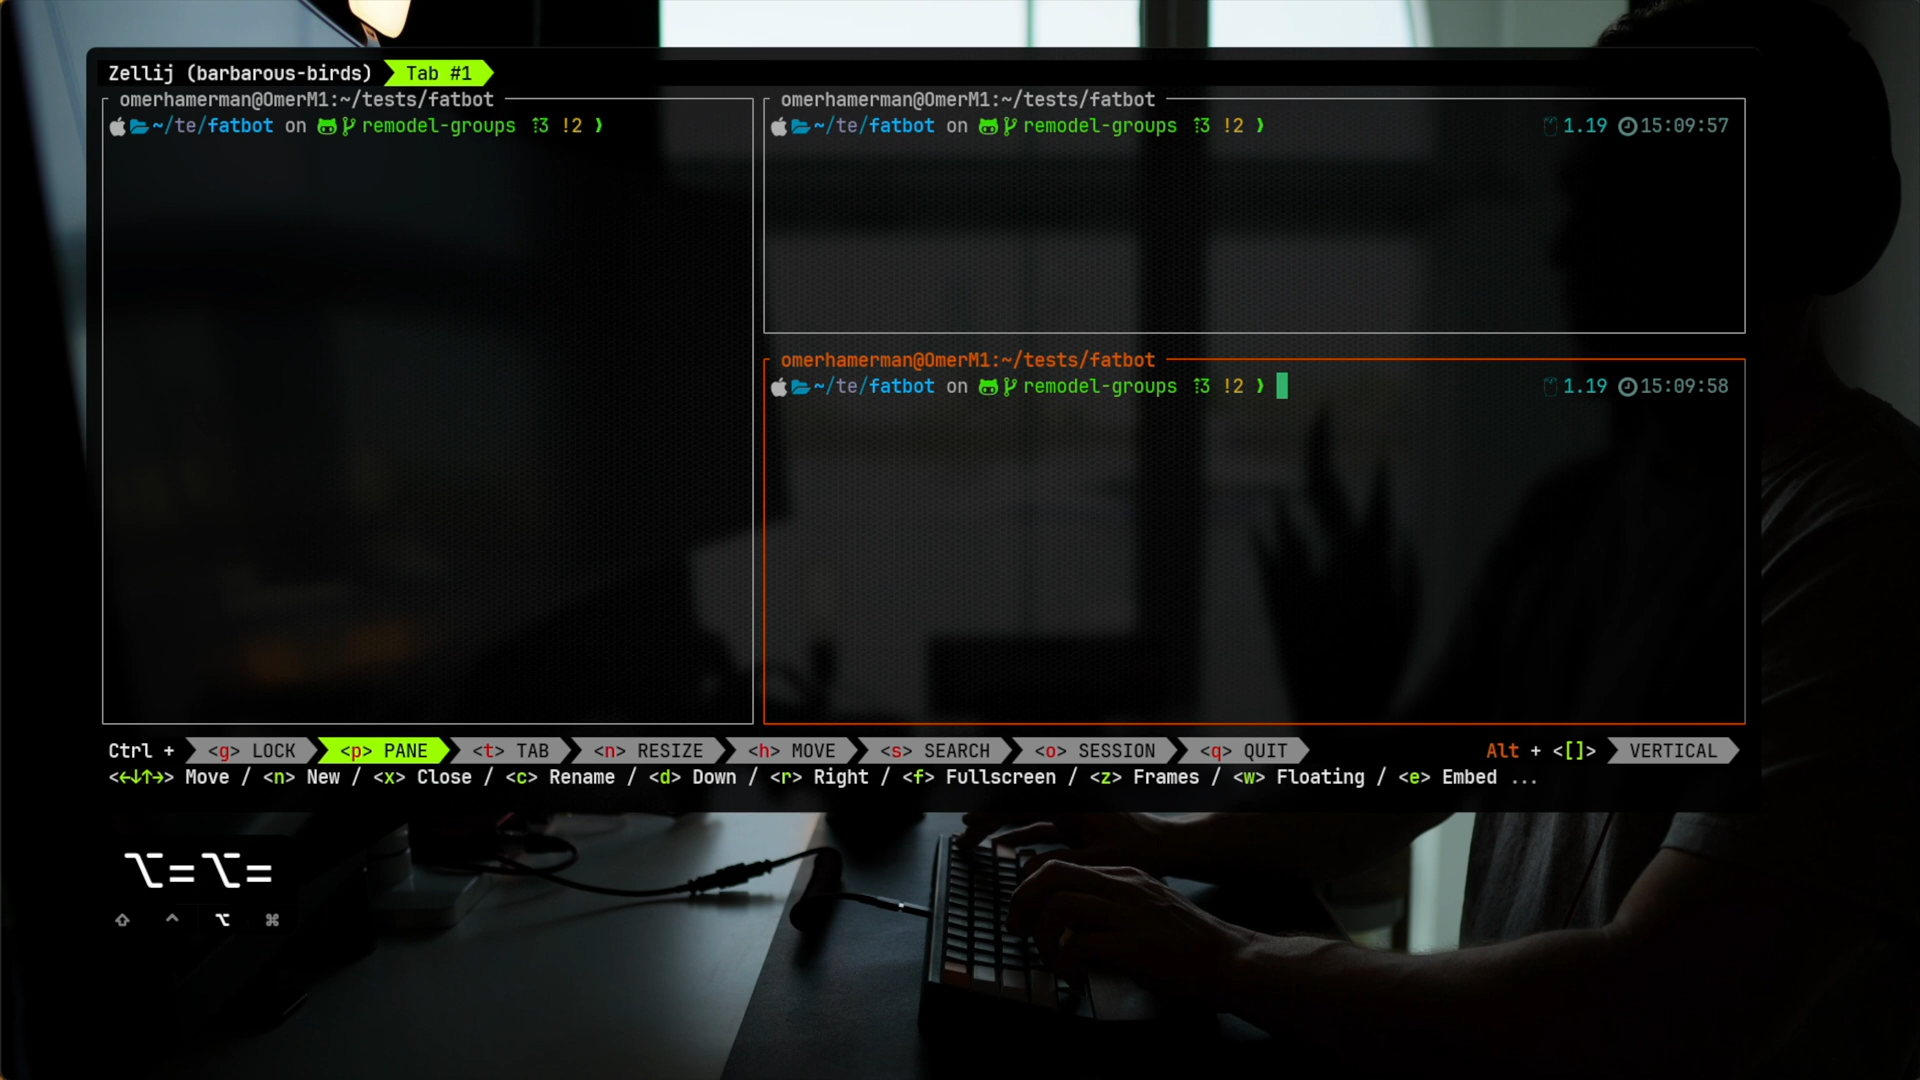 Zellij (barbarous-birds) Tab #1
omerhamerman@OmerM1:~/tests/fatbot
~/te/fatbot on remodel-groups ⇡3 !2 ❯
omerhamerman@OmerM1:~/tests/fatbot
~/te/fatbot on remodel-groups ⇡3 !2 ❯ 1.19 15:09:57
omerhamerman@OmerM1:~/tests/fatbot
~/te/fatbot on remodel-groups ⇡3 !2 ❯ 1.19 15:09:58
Ctrl + <g> LOCK <p> PANE <t> TAB <n> RESIZE <h> MOVE <s> SEARCH <o> SESSION <q> QUIT Alt + <[]> VERTICAL
<←↓↑→> Move / <n> New / <x> Close / <c> Rename / <d> Down / <r> Right / <f> Fullscreen / <z> Frames / <w> Floating / <e> Embed ...
⌥=⌥=
⇧ ^ ⌥ ⌘